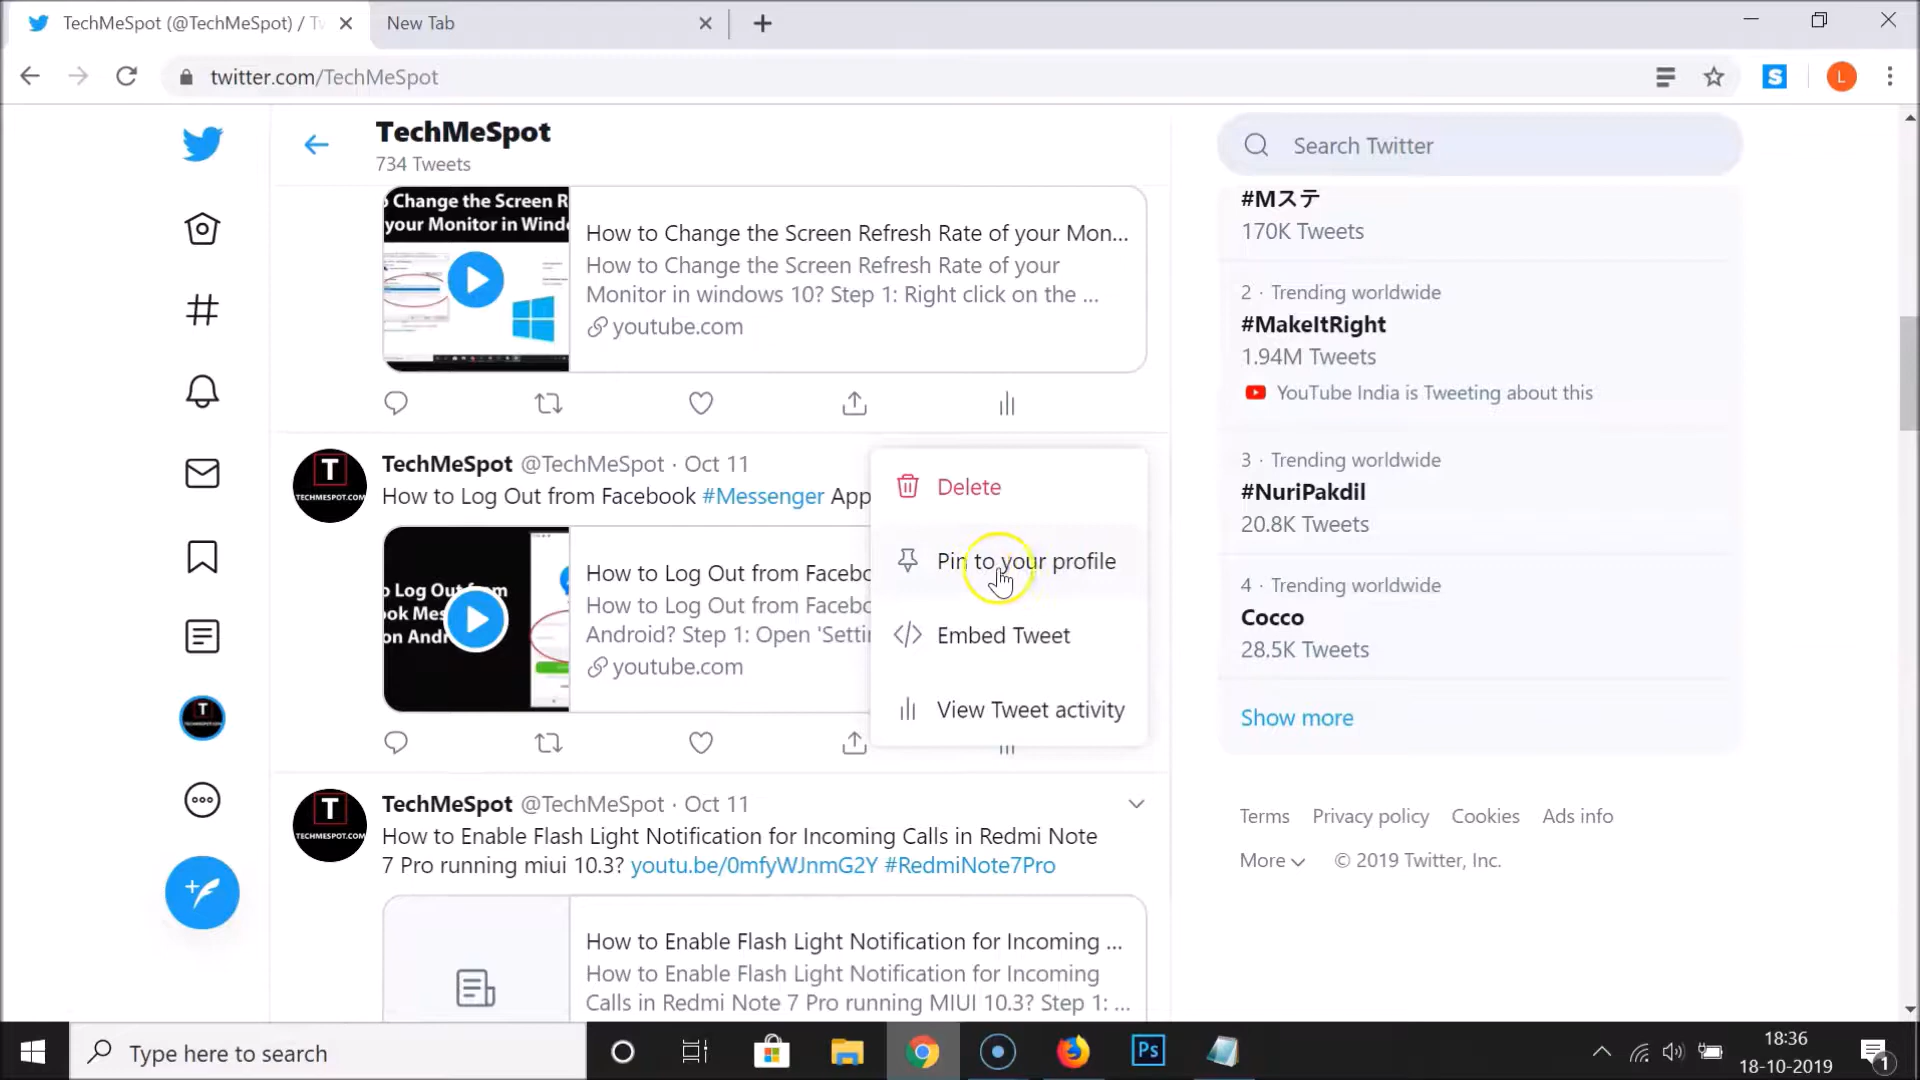 TechMeSpot (@TechMeSpot) / Tw
New Tab
twitter.com/TechMeSpot
S
L
TechMeSpot
734 Tweets
Search Twitter
Change the Screen R
your Monitor in Wind
How to Change the Screen Refresh Rate of your Mon...
How to Change the Screen Refresh Rate of your
Monitor in windows 10? Step 1: Right click on the ...
youtube.com
TechMeSpot @TechMeSpot · Oct 11
How to Log Out from Facebook #Messenger App
Log Ou
ook Mes
on Andr
How to Log Out from Facebo
How to Log Out from Facebo
Android? Step 1: Open 'Settin
youtube.com
Delete
Pin to your profile
Embed Tweet
View Tweet activity
T
TECHMESPOT.COM
TechMeSpot @TechMeSpot · Oct 11
How to Enable Flash Light Notification for Incoming Calls in Redmi Note
7 Pro running miui 10.3? youtu.be/0mfyWJnmG2Y #RedmiNote7Pro
T
TECHMESPOT.COM
How to Enable Flash Light Notification for Incoming ...
How to Enable Flash Light Notification for Incoming
Calls in Redmi Note 7 Pro running MIUI 10.3? Step 1: ...
#Mステ
170K Tweets
2 · Trending worldwide
#MakeItRight
1.94M Tweets
YouTube India is Tweeting about this
3 · Trending worldwide
#NuriPakdil
20.8K Tweets
4 · Trending worldwide
Cocco
28.5K Tweets
Show more
Terms Privacy policy Cookies Ads info
More © 2019 Twitter, Inc.
Type here to search
Ps
18:36
18-10-2019
1